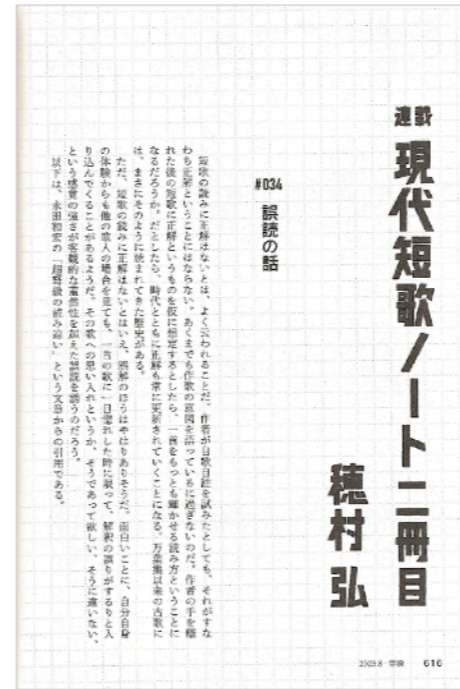 連載
現代短歌ノート二冊目
穂村弘
#034 誤読の話
短歌の読みに正解はないとは、よく云われることだ。作者が自歌自註を試みたとしても、それがすな
わち正解ということにはならない。あくまでも作歌の意図を語っているに過ぎないのだ。作者の手を離
れた後の短歌に正解というものを仮に想定するとしたら、一首をもっとも輝かせる読み方ということに
なるだろうか。だとしたら、時代とともに正解も常に更新されていくことになる。万葉集以来の古歌に
は、まさにそのように読まれてきた歴史がある。
ただ、短歌の読みに正解はないとはいえ、誤解のほうはやはりありそうだ。面白いことに、自分自身
の体験からも他の歌人の場合を見ても、一首の歌に一目惚れした時に限って、解釈の誤りがするりと入
り込んでくることがあるようだ。その歌への思い入れというか、そうであって欲しい、そうに違いない、
という感覚の強さが客観的な蓋然性を超えた誤読を誘うのだろう。
以下は、永田和宏の「超弩級の読み違い」という文章からの引用である。
2023.8 群像 616